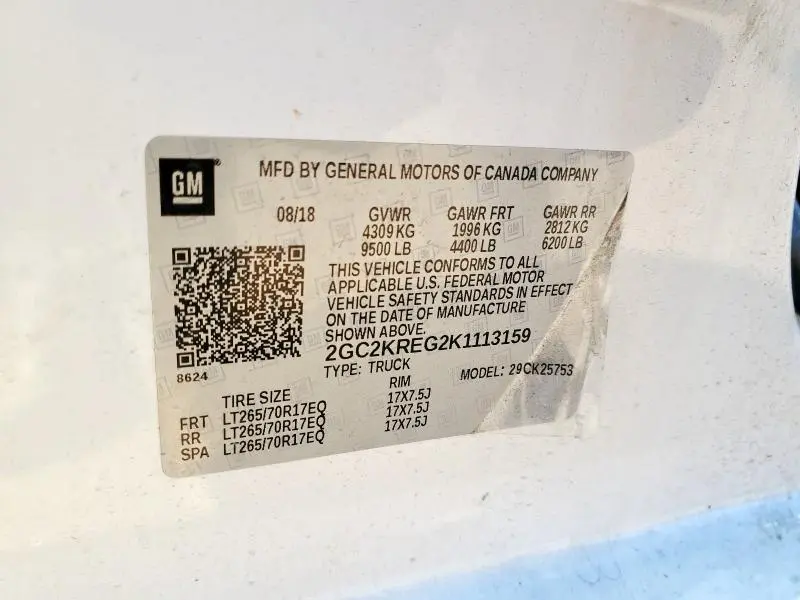 GM
MFD BY GENERAL MOTORS OF CANADA COMPANY
08/18 GVWR GAWR FRT GAWR RR
4309 KG 1996 KG 2812 KG
9500 LB 4400 LB 6200 LB
THIS VEHICLE CONFORMS TO ALL
APPLICABLE U.S. FEDERAL MOTOR
VEHICLE SAFETY STANDARDS IN EFFECT
ON THE DATE OF MANUFACTURE
SHOWN ABOVE.
2GC2KREG2K1113159
8624 TYPE: TRUCK MODEL: 29CK25753
TIRE SIZE RIM
FRT LT265/70R17EQ 17X7.5J
RR LT265/70R17EQ 17X7.5J
SPA LT265/70R17EQ 17X7.5J